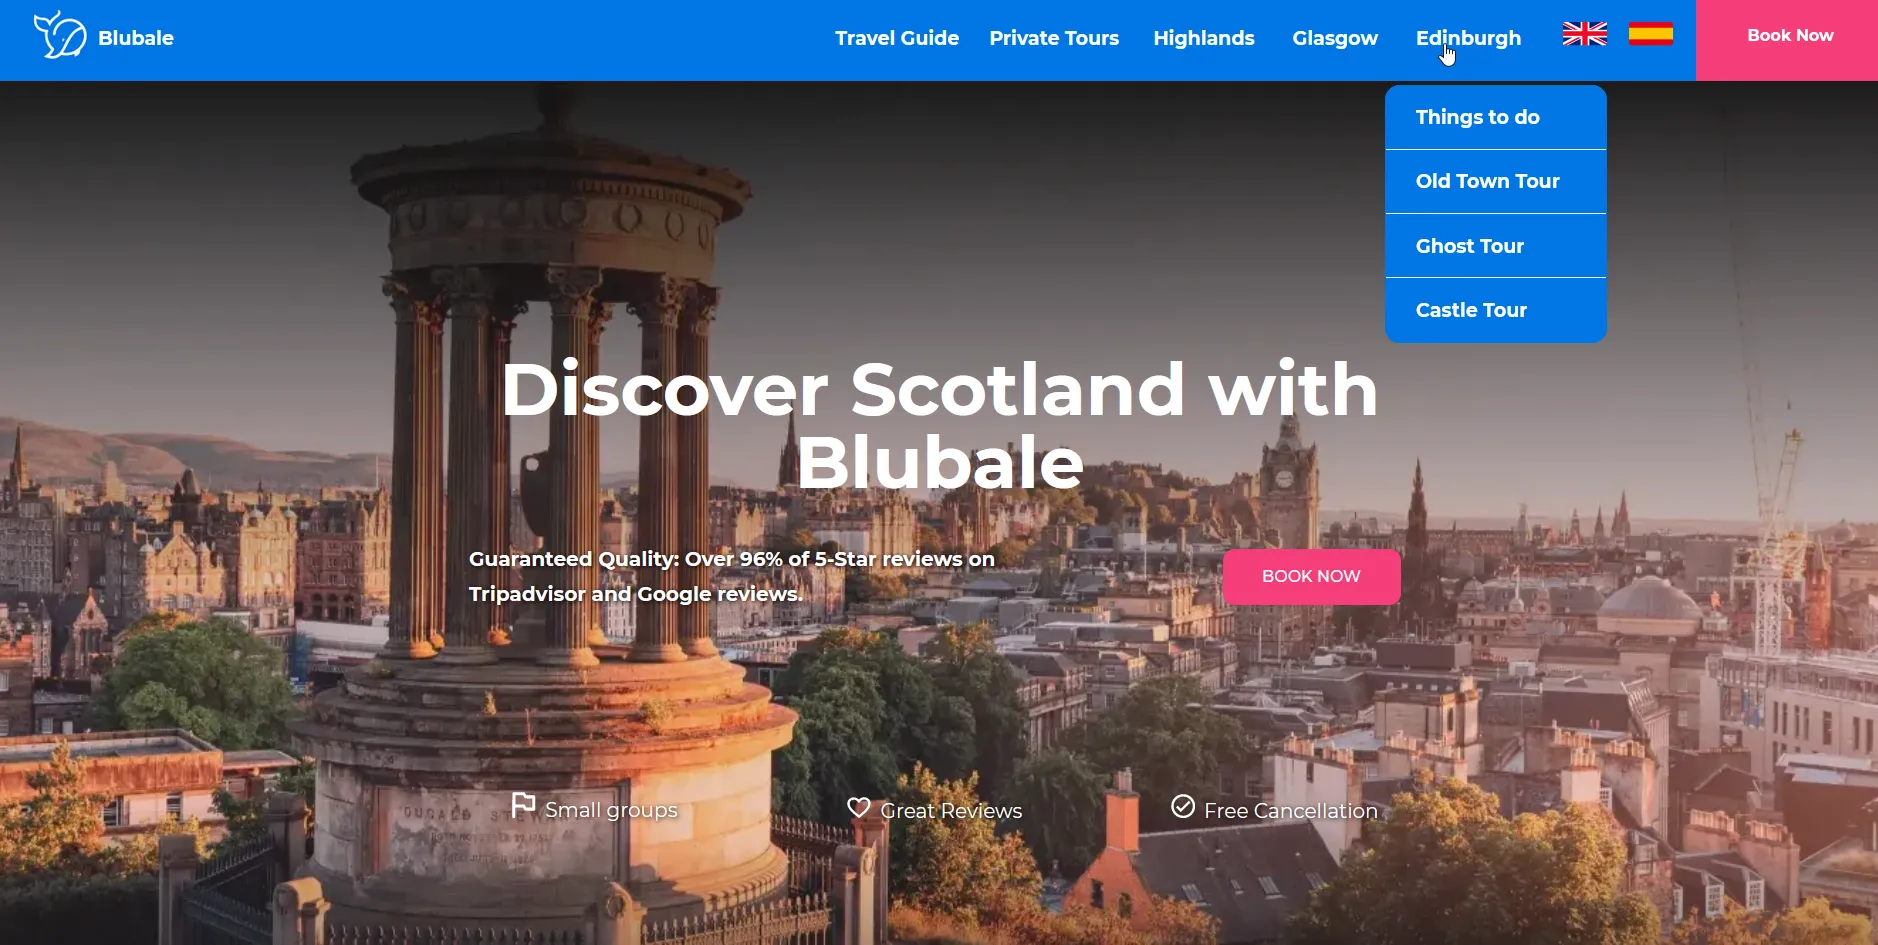 Blubale
Travel Guide
Private Tours
Highlands
Glasgow
Edinburgh
Book Now
Things to do
Old Town Tour
Ghost Tour
Castle Tour
Discover Scotland with
Blubale
Guaranteed Quality: Over 96% of 5-Star reviews on
Tripadvisor and Google reviews.
BOOK NOW
Small groups
Great Reviews
Free Cancellation
DUGALD STEWART